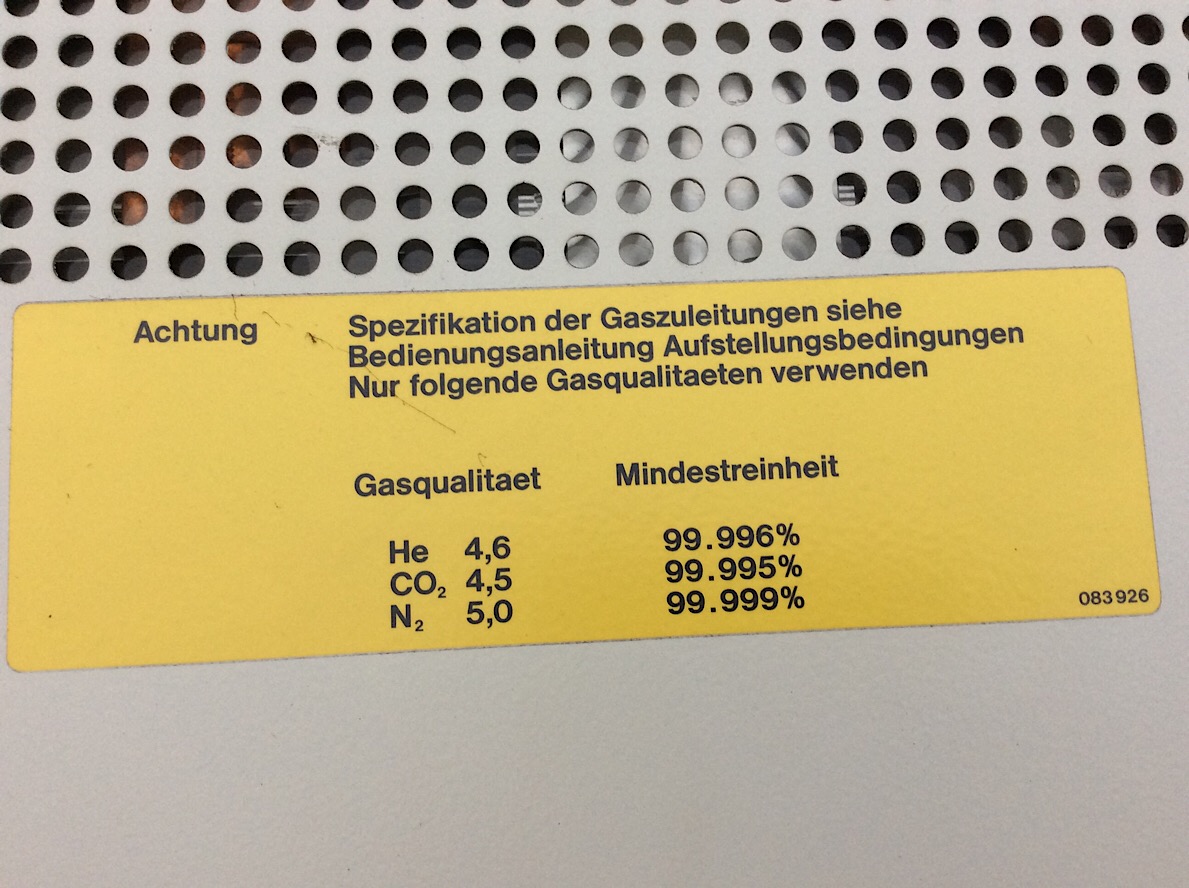 Achtung
Spezifikation der Gaszuleitungen siehe
Bedienungsanleitung Aufstellungsbedingungen
Nur folgende Gasqualitaeten verwenden
Gasqualitaet Mindestreinheit
He 4,6 99.996%
CO₂ 4,5 99.995%
N₂ 5,0 99.999%
083926